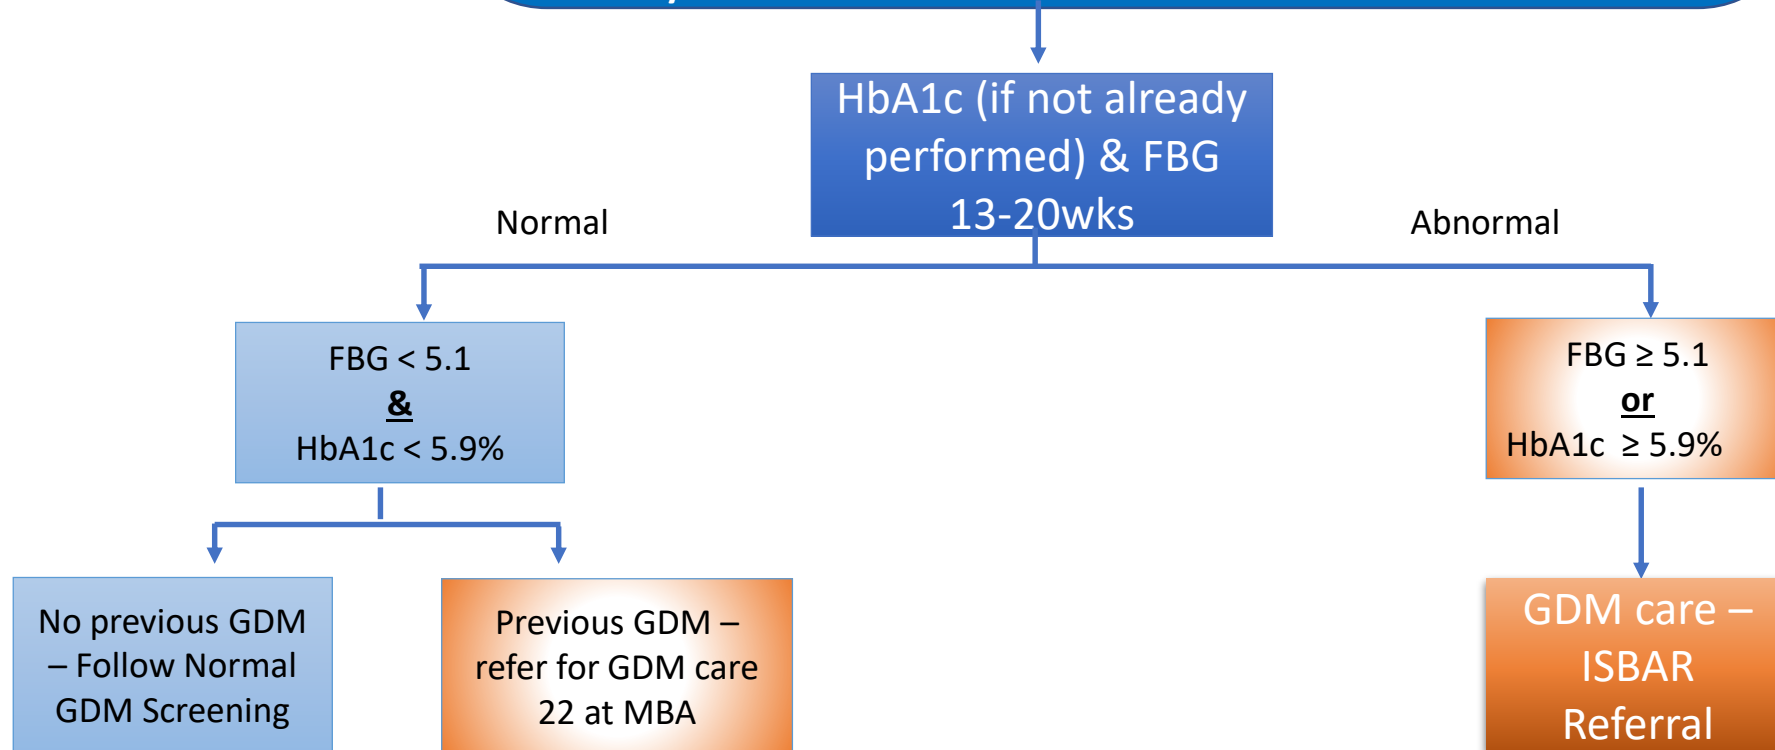 HbA1c (if not already
performed) & FBG
13-20wks
Normal
Abnormal
FBG < 5.1
&
HbA1c < 5.9%
FBG ≥ 5.1
or
HbA1c ≥ 5.9%
No previous GDM
– Follow Normal
GDM Screening
Previous GDM –
refer for GDM care
22 at MBA
GDM care –
ISBAR
Referral